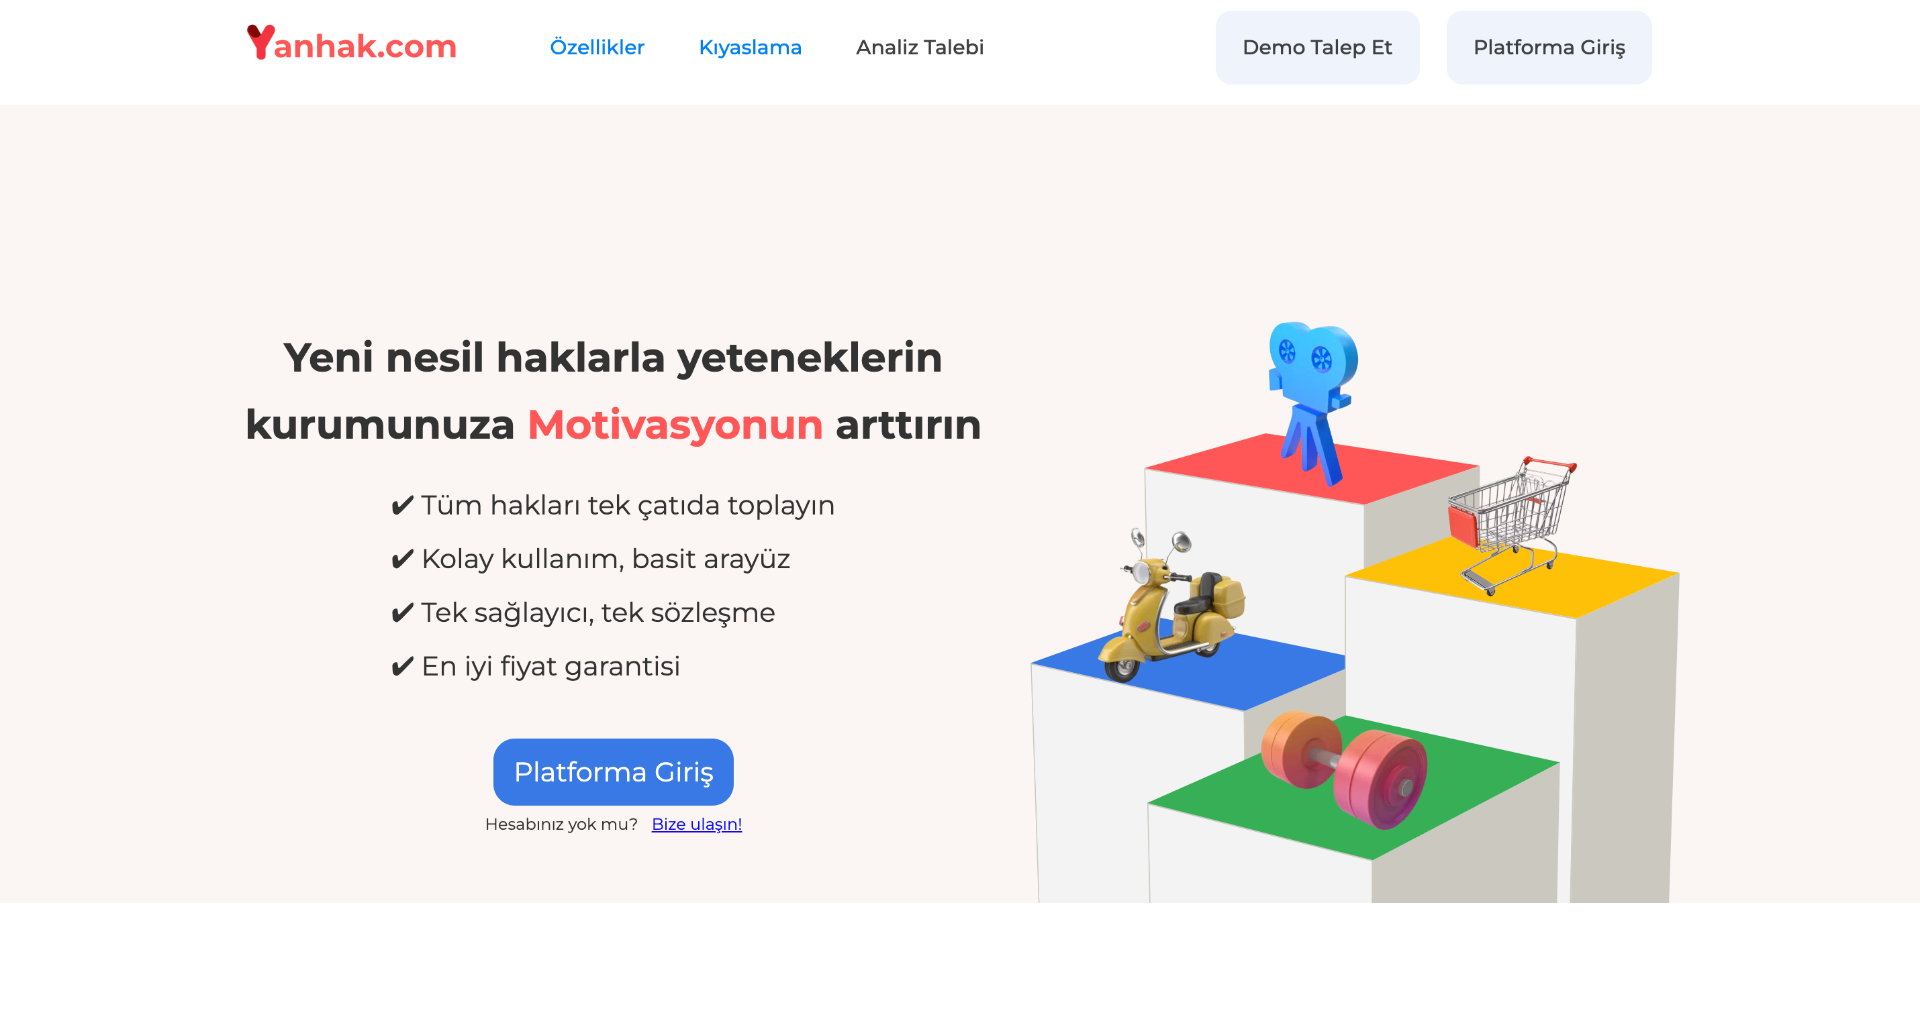 Yanhak.com
Özellikler
Kıyaslama
Analiz Talebi
Demo Talep Et
Platforma Giriş
Yeni nesil haklarla yeteneklerin
kurumunuza Motivasyonun arttırın
✔ Tüm hakları tek çatıda toplayın
✔ Kolay kullanım, basit arayüz
✔ Tek sağlayıcı, tek sözleşme
✔ En iyi fiyat garantisi
Platforma Giriş
Hesabınız yok mu? Bize ulaşın!